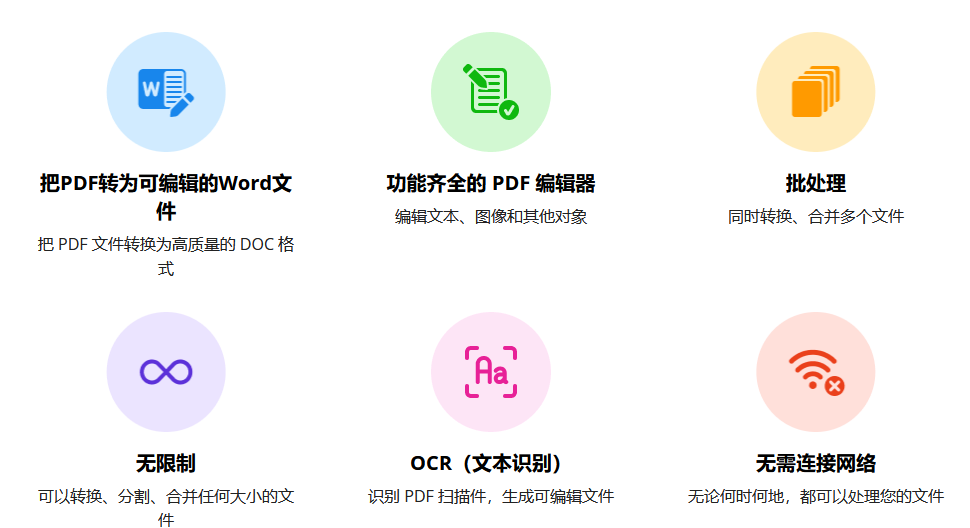 W
把PDF转为可编辑的Word文
件
把 PDF 文件转换为高质量的 DOC 格
式
功能齐全的 PDF 编辑器
编辑文本、图像和其他对象
批处理
同时转换、合并多个文件
无限制
可以转换、分割、合并任何大小的文
件
Aa
OCR（文本识别）
识别 PDF 扫描件，生成可编辑文件
无需连接网络
无论何时何地，都可以处理您的文件